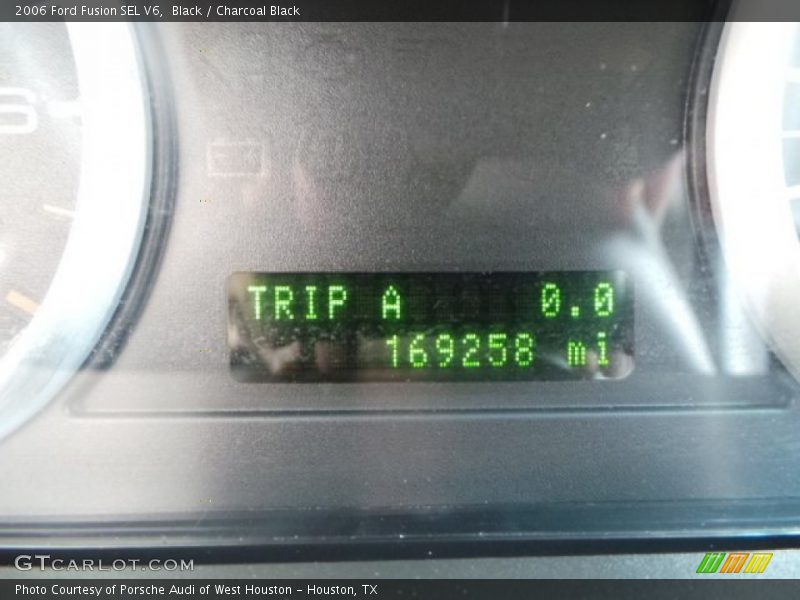 2006 Ford Fusion SEL V6,  Black / Charcoal Black
TRIP A 0.0
169258 mi
GTCARLOT.COM
Photo Courtesy of Porsche Audi of West Houston - Houston, TX